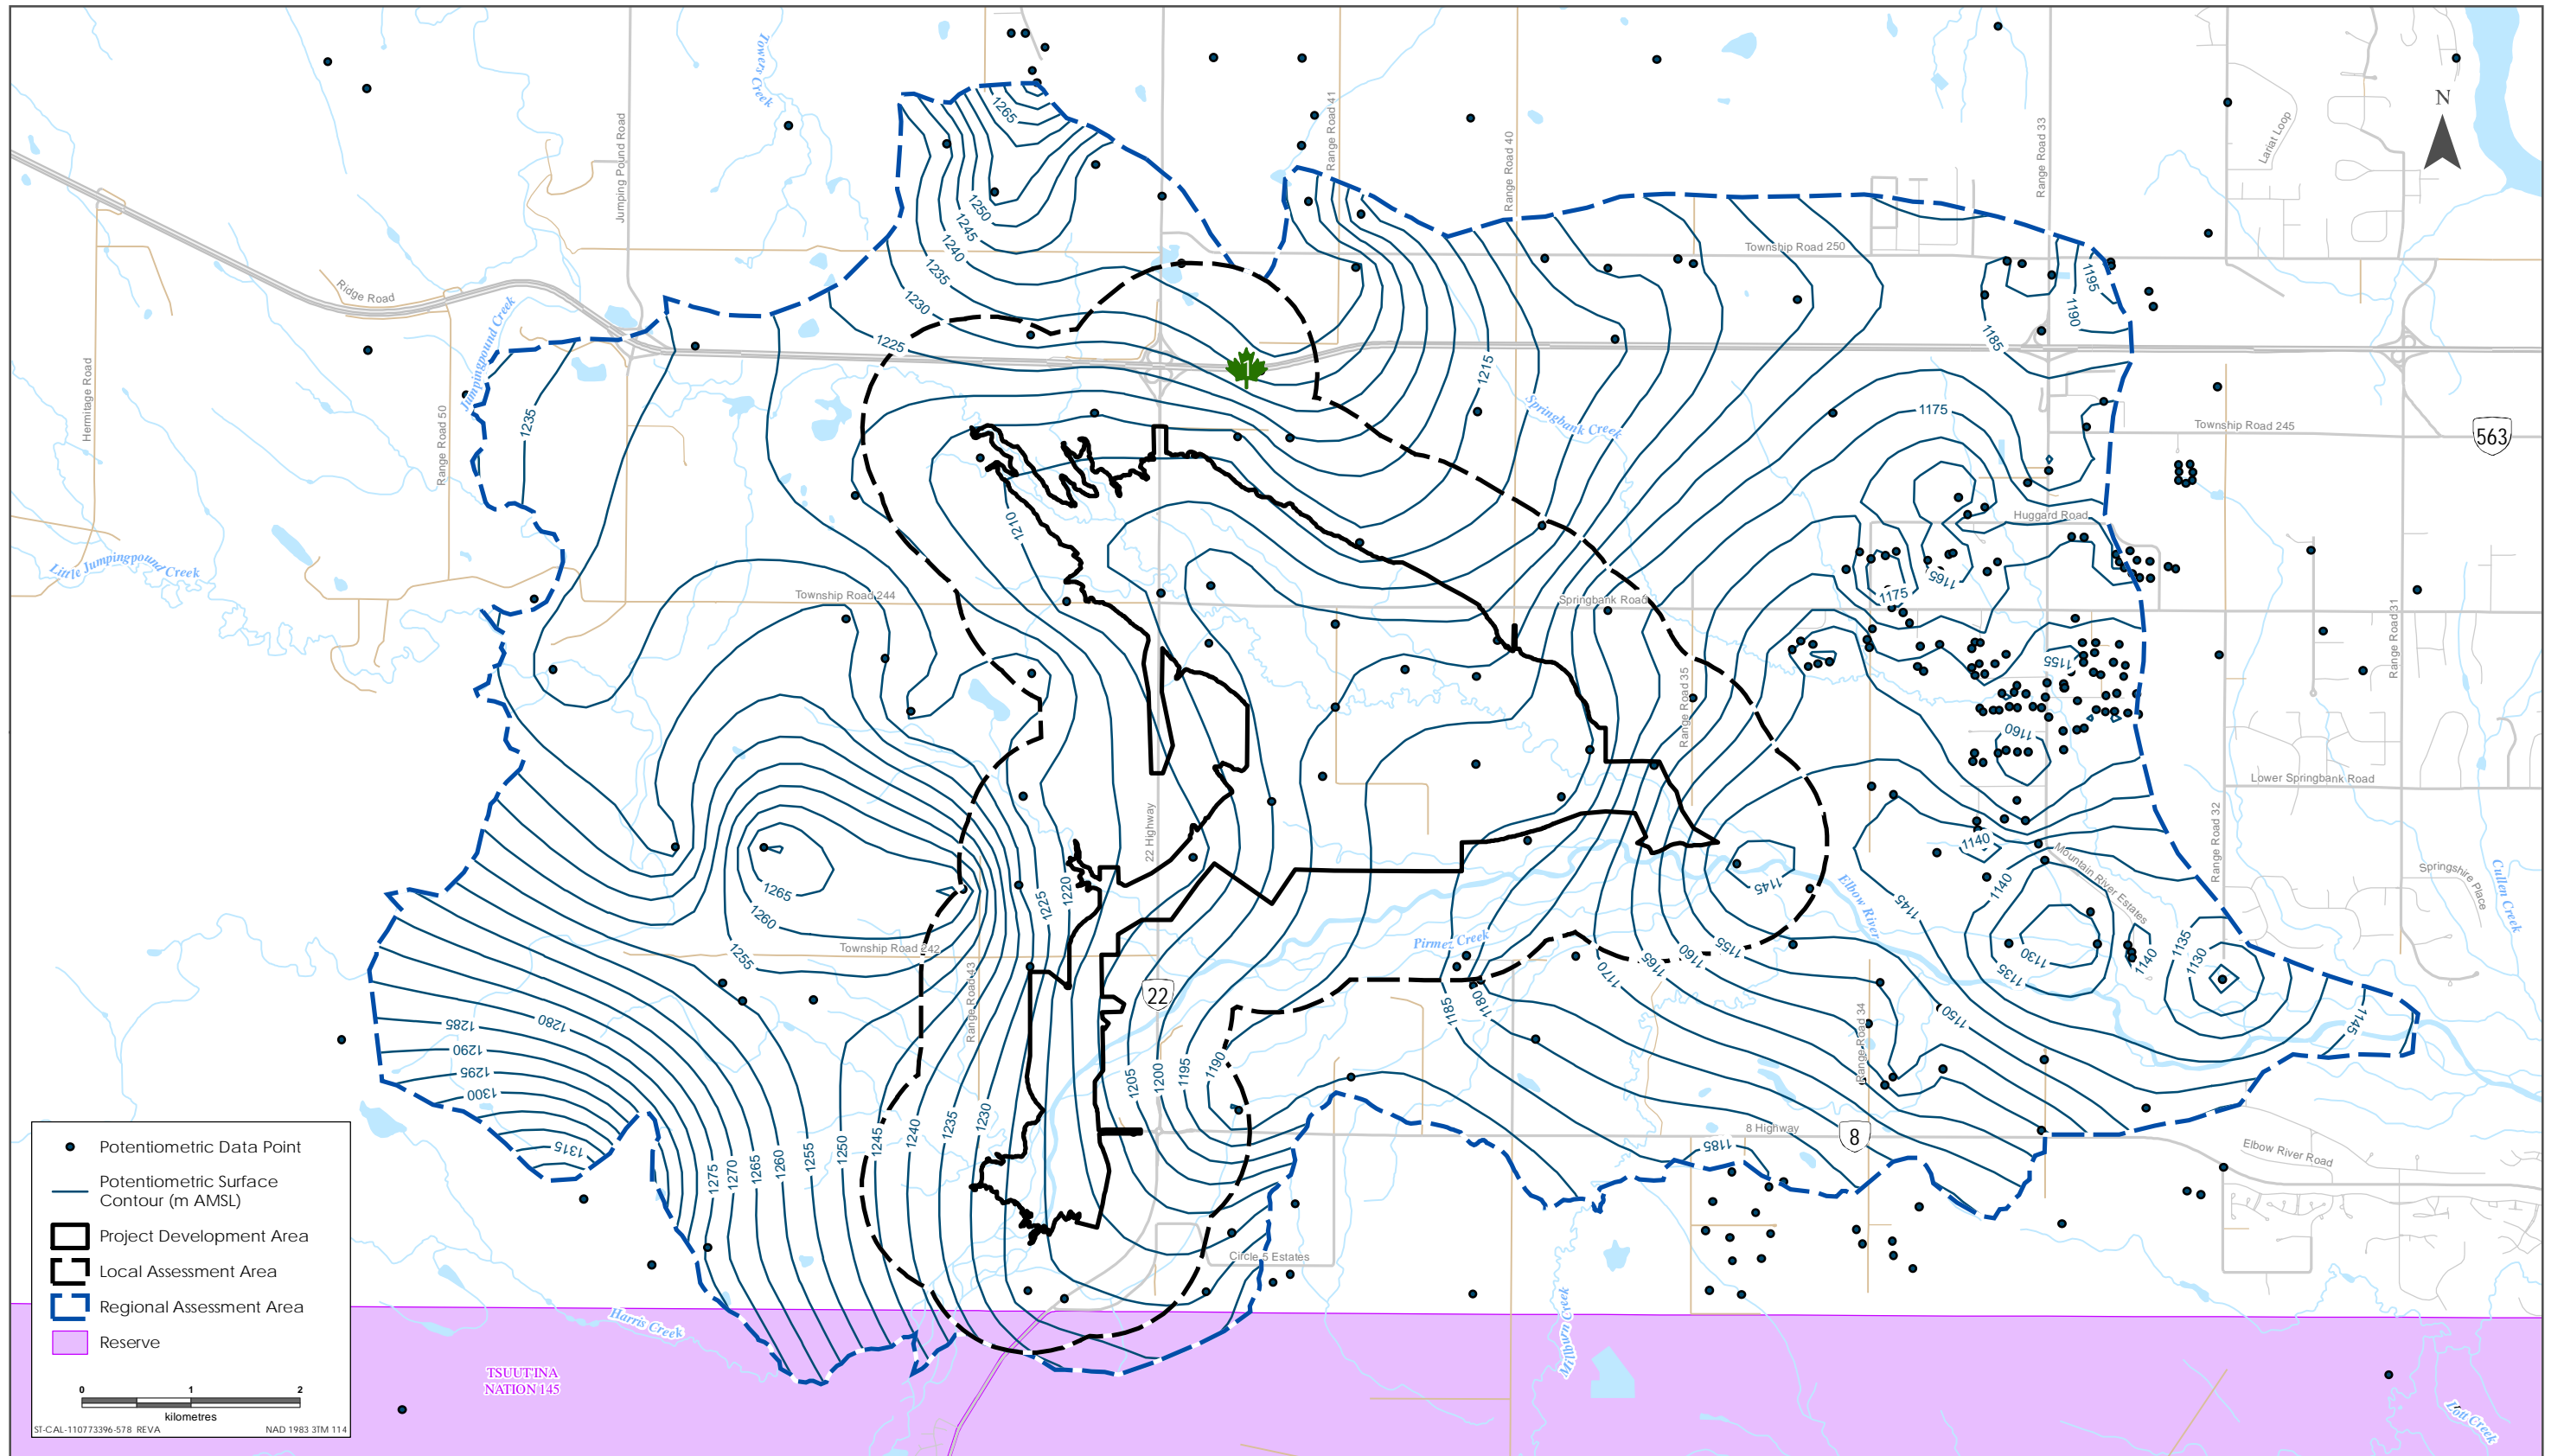 Towers Creek
Jumping Pound Road
Range Road 41
Range Road 40
Range Road 33
Lariat Loop
N
1265
1250
1245
1240
1235
1230
1225
Township Road 250
1195
1190
1185
Ridge Road
Jumpingpound Creek
Hermitage Road
Range Road 50
1235
1
1215
Springbank Creek
1175
Township Road 245
563
1210
Huggard Road
Little Jumpingpound Creek
Township Road 244
Springbank Road
1165
1175
Range Road 31
1155
Range Road 35
1160
Lower Springbank Road
22 Highway
Range Road 32
1140
Mountain River Estates
Springshire Place
Cullen Creek
1265
1260
1255
1225
1220
1145
Elbow River
1145
1140
Township Road 242
Pirmez Creek
1155
1160
1165
1170
1130
1135
1140
1135
1130
Range Road 43
22
1185
1180
1150
1145
Range Road 34
1285
1280
1290
1295
1300
1315
1275
1270
1265
1260
1255
1250
1245
1240
1235
1230
1205
1200
1195
1190
8 Highway
8
1185
Elbow River Road
Circle 5 Estates
Harris Creek
Millburn Creek
Lott Creek
TSUUT'INA
NATION 145
Potentiometric Data Point
Potentiometric Surface
Contour (m AMSL)
Project Development Area
Local Assessment Area
Regional Assessment Area
Reserve
0 1 2
kilometres
ST-CAL-110773396-578 REVA NAD 1983 3TM 114